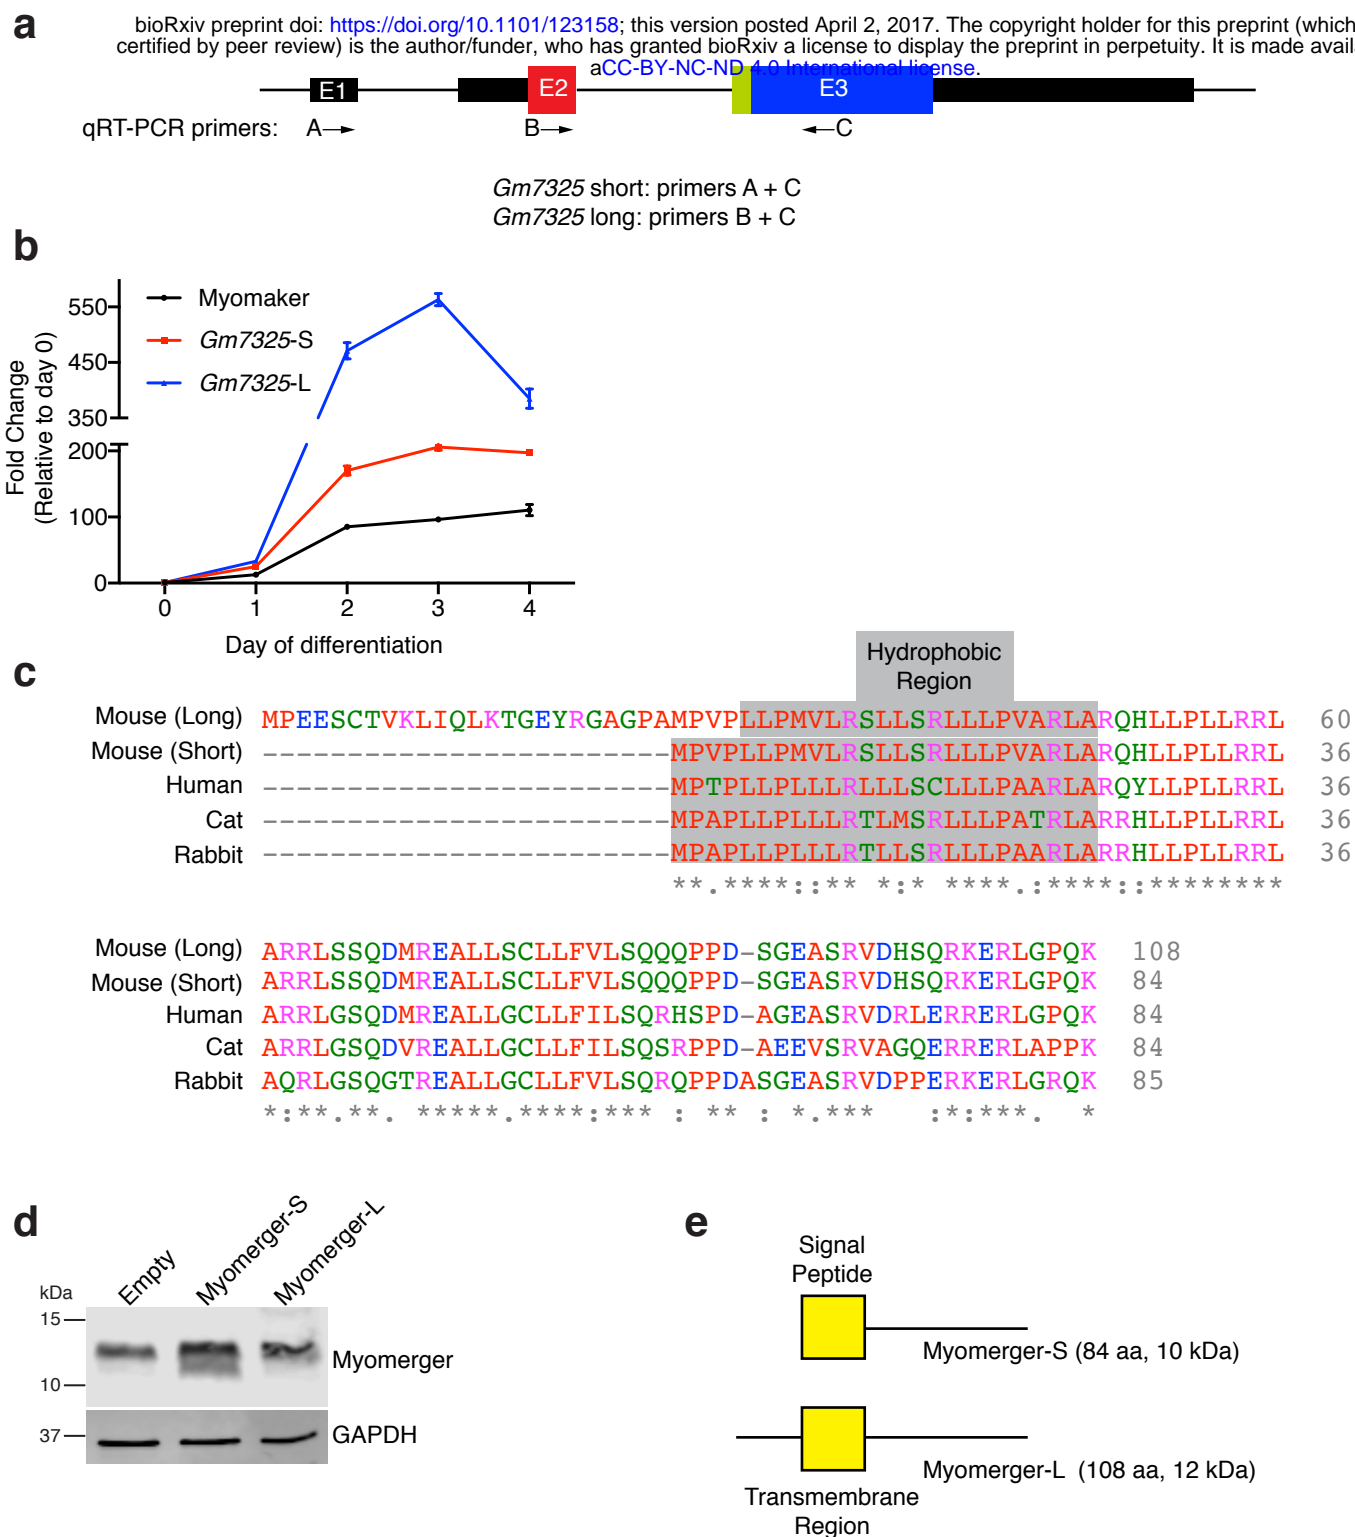 a
bioRxiv preprint doi: https://doi.org/10.1101/123158; this version posted April 2, 2017. The copyright holder for this preprint (which
certified by peer review) is the author/funder, who has granted bioRxiv a license to display the preprint in perpetuity. It is made avail
aCC-BY-NC-ND 4.0 International license.
E1 E2 E3
qRT-PCR primers: A B C
Gm7325 short: primers A + C
Gm7325 long: primers B + C
b
Fold Change
(Relative to day 0)
550
450
350
200
100
0
Myomaker
Gm7325-S
Gm7325-L
0 1 2 3 4
Day of differentiation
c
Hydrophobic
Region
Mouse (Long) MPEESCTVKLIQLKTGEYRGAGPAMPVPLLPMVLRSLLSRLLLPVARLARQHLLPLLRRL 60
Mouse (Short) ------------------------MPVPLLPMVLRSLLSRLLLPVARLARQHLLPLLRRL 36
Human ------------------------MPTPLLPLLLRLLLSCLLLPAARLARQYLLPLLRRL 36
Cat ------------------------MPAPLLPLLLRTLMSRLLLPATRLARRHLLPLLRRL 36
Rabbit ------------------------MPAPLLPLLLRTLLSRLLLPAARLARRHLLPLLRRL 36
**.****::** *:* ****.:****::********
Mouse (Long) ARRLSSQDMREALLSCLLFVLSQQQPPD-SGEASRVDHSQRKERLGPQK 108
Mouse (Short) ARRLSSQDMREALLSCLLFVLSQQQPPD-SGEASRVDHSQRKERLGPQK 84
Human ARRLGSQDMREALLGCLLFILSQRHSPD-AGEASRVDRLERRERLGPQK 84
Cat ARRLGSQDVREALLGCLLFILSQSRPPD-AEEVSRVAGQERRERLAPPK 84
Rabbit AQRLGSQGTREALLGCLLFVLSQRQPPDASGEASRVDPPERKERLGRQK 85
*:**.**. *****.****:*** : ** : *.*** :*:***. *
d
Empty
Myomerger-S
Myomerger-L
kDa
15
10
Myomerger
37
GAPDH
e
Signal
Peptide
Myomerger-S (84 aa, 10 kDa)
Myomerger-L (108 aa, 12 kDa)
Transmembrane
Region